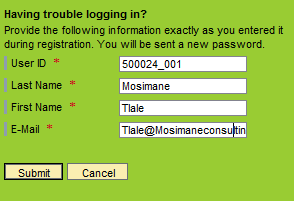 Having trouble logging in?
Provide the following information exactly as you entered it
during registration. You will be sent a new password.
User ID * 500024_001
Last Name * Mosimane
First Name * Tlale
E-Mail * Tlale@Mosimaneconsultin
Submit Cancel